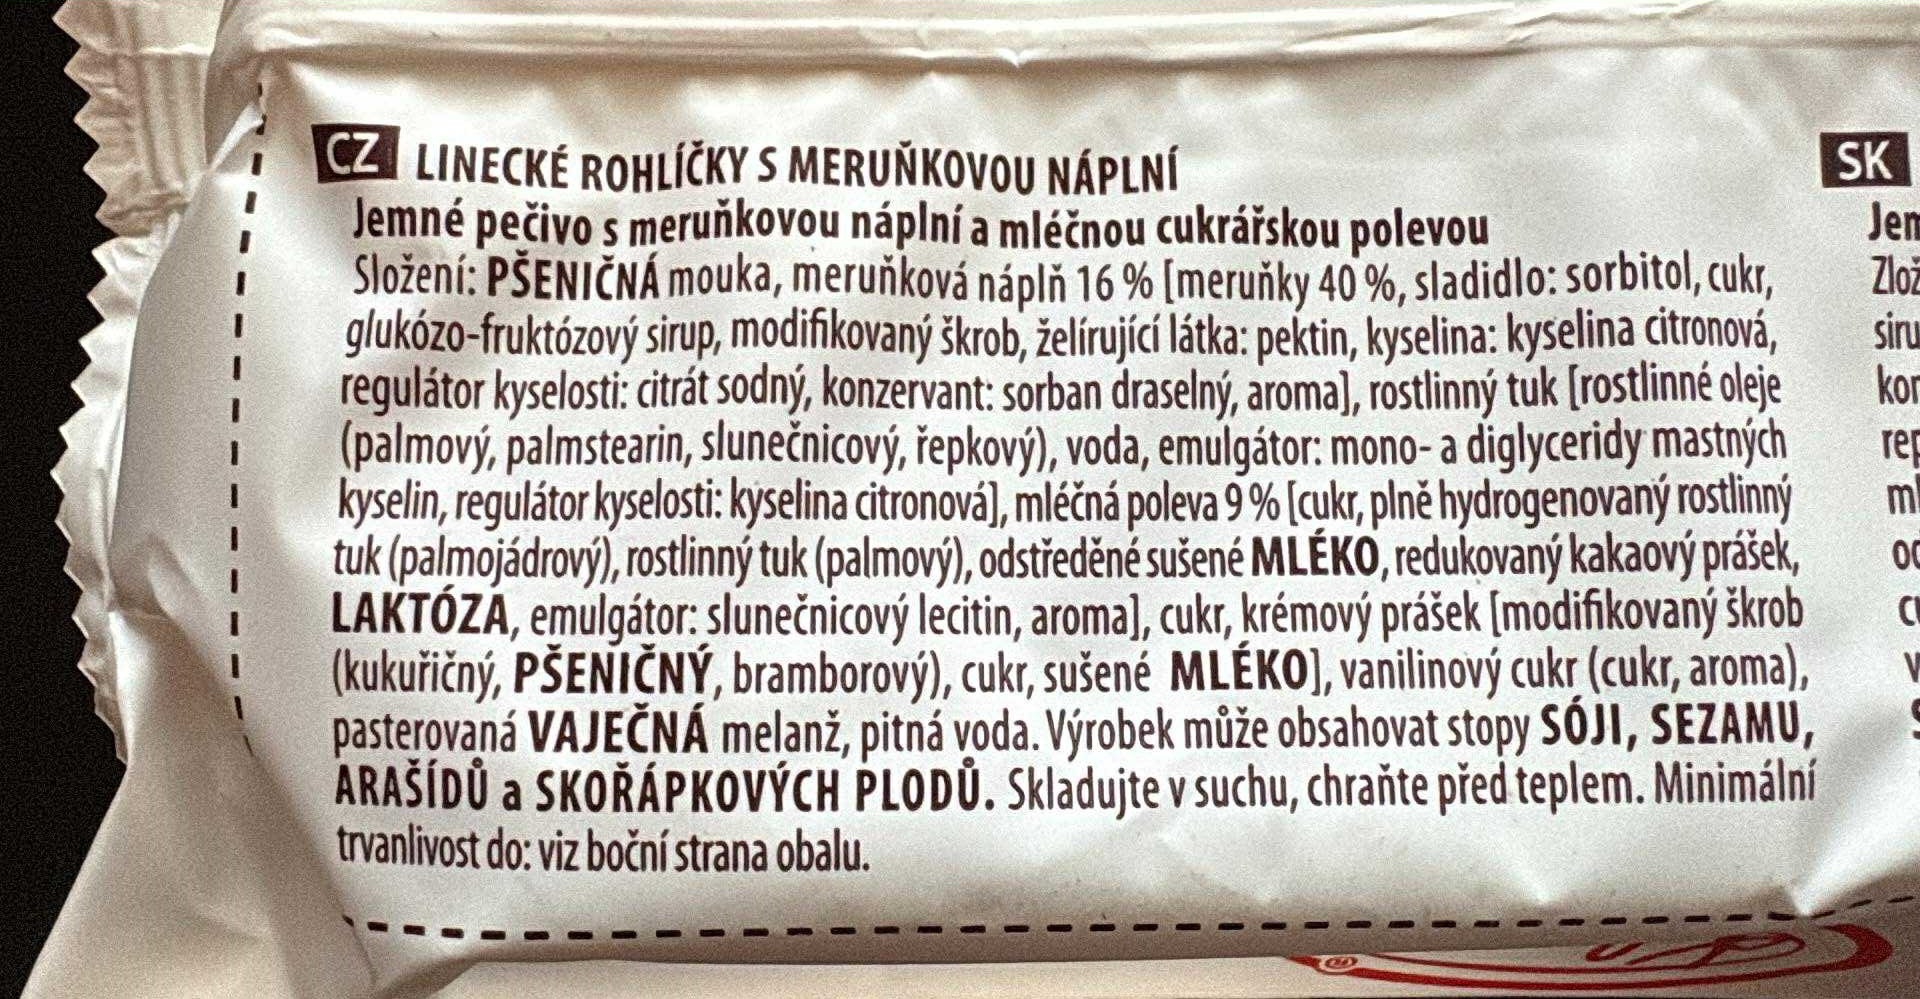 CZ LINECKÉ ROHLÍČKY S MERUŇKOVOU NÁPLNÍ
Jemné pečivo s meruňkovou náplní a mléčnou cukrářskou polevou
Složení: PŠENIČNÁ mouka, meruňková náplň 16 % [meruňky 40 %, sladidlo: sorbitol, cukr,
glukózo-fruktózový sirup, modifikovaný škrob, želírující látka: pektin, kyselina: kyselina citronová,
regulátor kyselosti: citrát sodný, konzervant: sorban draselný, aroma], rostlinný tuk [rostlinné oleje
(palmový, palmstearin, slunečnicový, řepkový), voda, emulgátor: mono- a diglyceridy mastných
kyselin, regulátor kyselosti: kyselina citronová], mléčná poleva 9 % [cukr, plně hydrogenovaný rostlinný
tuk (palmojádrový), rostlinný tuk (palmový), odstředěné sušené MLÉKO, redukovaný kakaový prášek,
LAKTÓZA, emulgátor: slunečnicový lecitin, aroma], cukr, krémový prášek [modifikovaný škrob
(kukuřičný, PŠENIČNÝ, bramborový), cukr, sušené MLÉKO], vanilinový cukr (cukr, aroma),
pasterovaná VAJEČNÁ melanž, pitná voda. Výrobek může obsahovat stopy SÓJI, SEZAMU,
ARAŠÍDŮ a SKOŘÁPKOVÝCH PLODŮ. Skladujte v suchu, chraňte před teplem. Minimální
trvanlivost do: viz boční strana obalu.
SK
Jem
Zlož
siru
kon
rep
ml